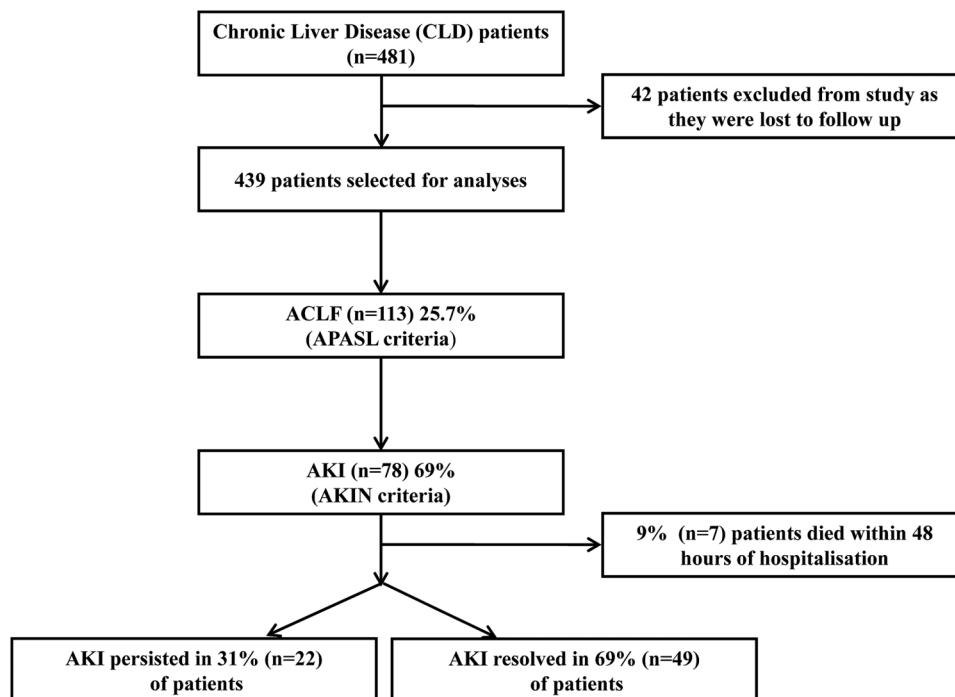 Chronic Liver Disease (CLD) patients
(n=481)
42 patients excluded from study as
they were lost to follow up
439 patients selected for analyses
ACLF (n=113) 25.7%
(APASL criteria)
AKI (n=78) 69%
(AKIN criteria)
9% (n=7) patients died within 48
hours of hospitalisation
AKI persisted in 31% (n=22)
of patients
AKI resolved in 69% (n=49)
of patients